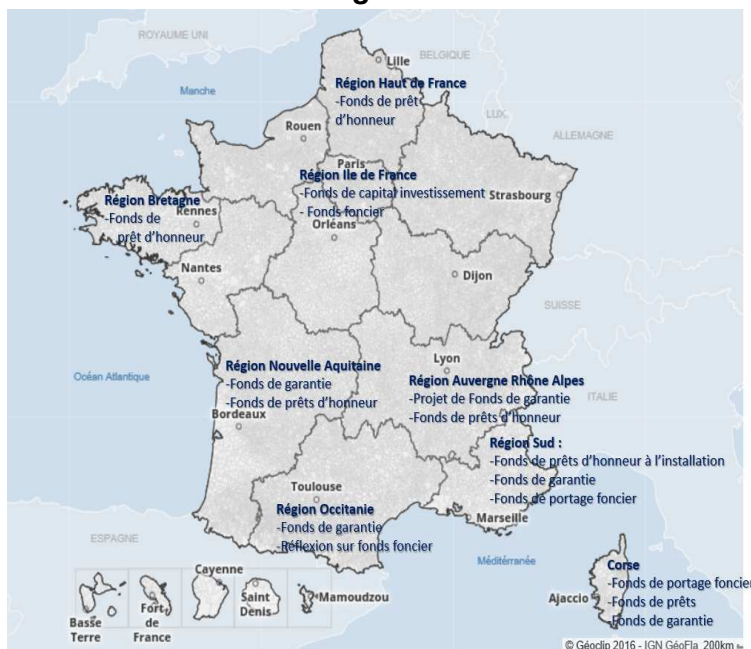 g
ROYAUME UNI
BELGIQUE
Lille
Manche
Région Haut de France
-Fonds de prêt
d'honneur
LUX.
ALLEMAGNE
Rouen
Paris
Région Ile de France
-Fonds de capital investissement
- Fonds foncier
Strasbourg
Région Bretagne
Rennes
-Fonds de
prêt d'honneur
Orléans
Nantes
Dijon
SUISSE
Océan Atlantique
Région Nouvelle Aquitaine
-Fonds de garantie
-Fonds de prêts d'honneur
Bordeaux
Lyon
Région Auvergne Rhône Alpes
-Projet de Fonds de garantie
-Fonds de prêts d'honneur
ITALIE
Région Sud :
-Fonds de prêts d'honneur à l'installation
-Fonds de garantie
-Fonds de portage foncier
Marseille
Toulouse
Région Occitanie
-Fonds de garantie
-Réflexion sur fonds foncier
ESPAGNE
Méditérranée
Corse
-Fonds de portage foncier
-Fonds de prêts
-Fonds de garantie
Ajaccio
Basse
Terre
Fort
de
France
Cayenne
Saint
Denis
Mamoudzou
© Géoclip 2016 - IGN GéoFla 200km